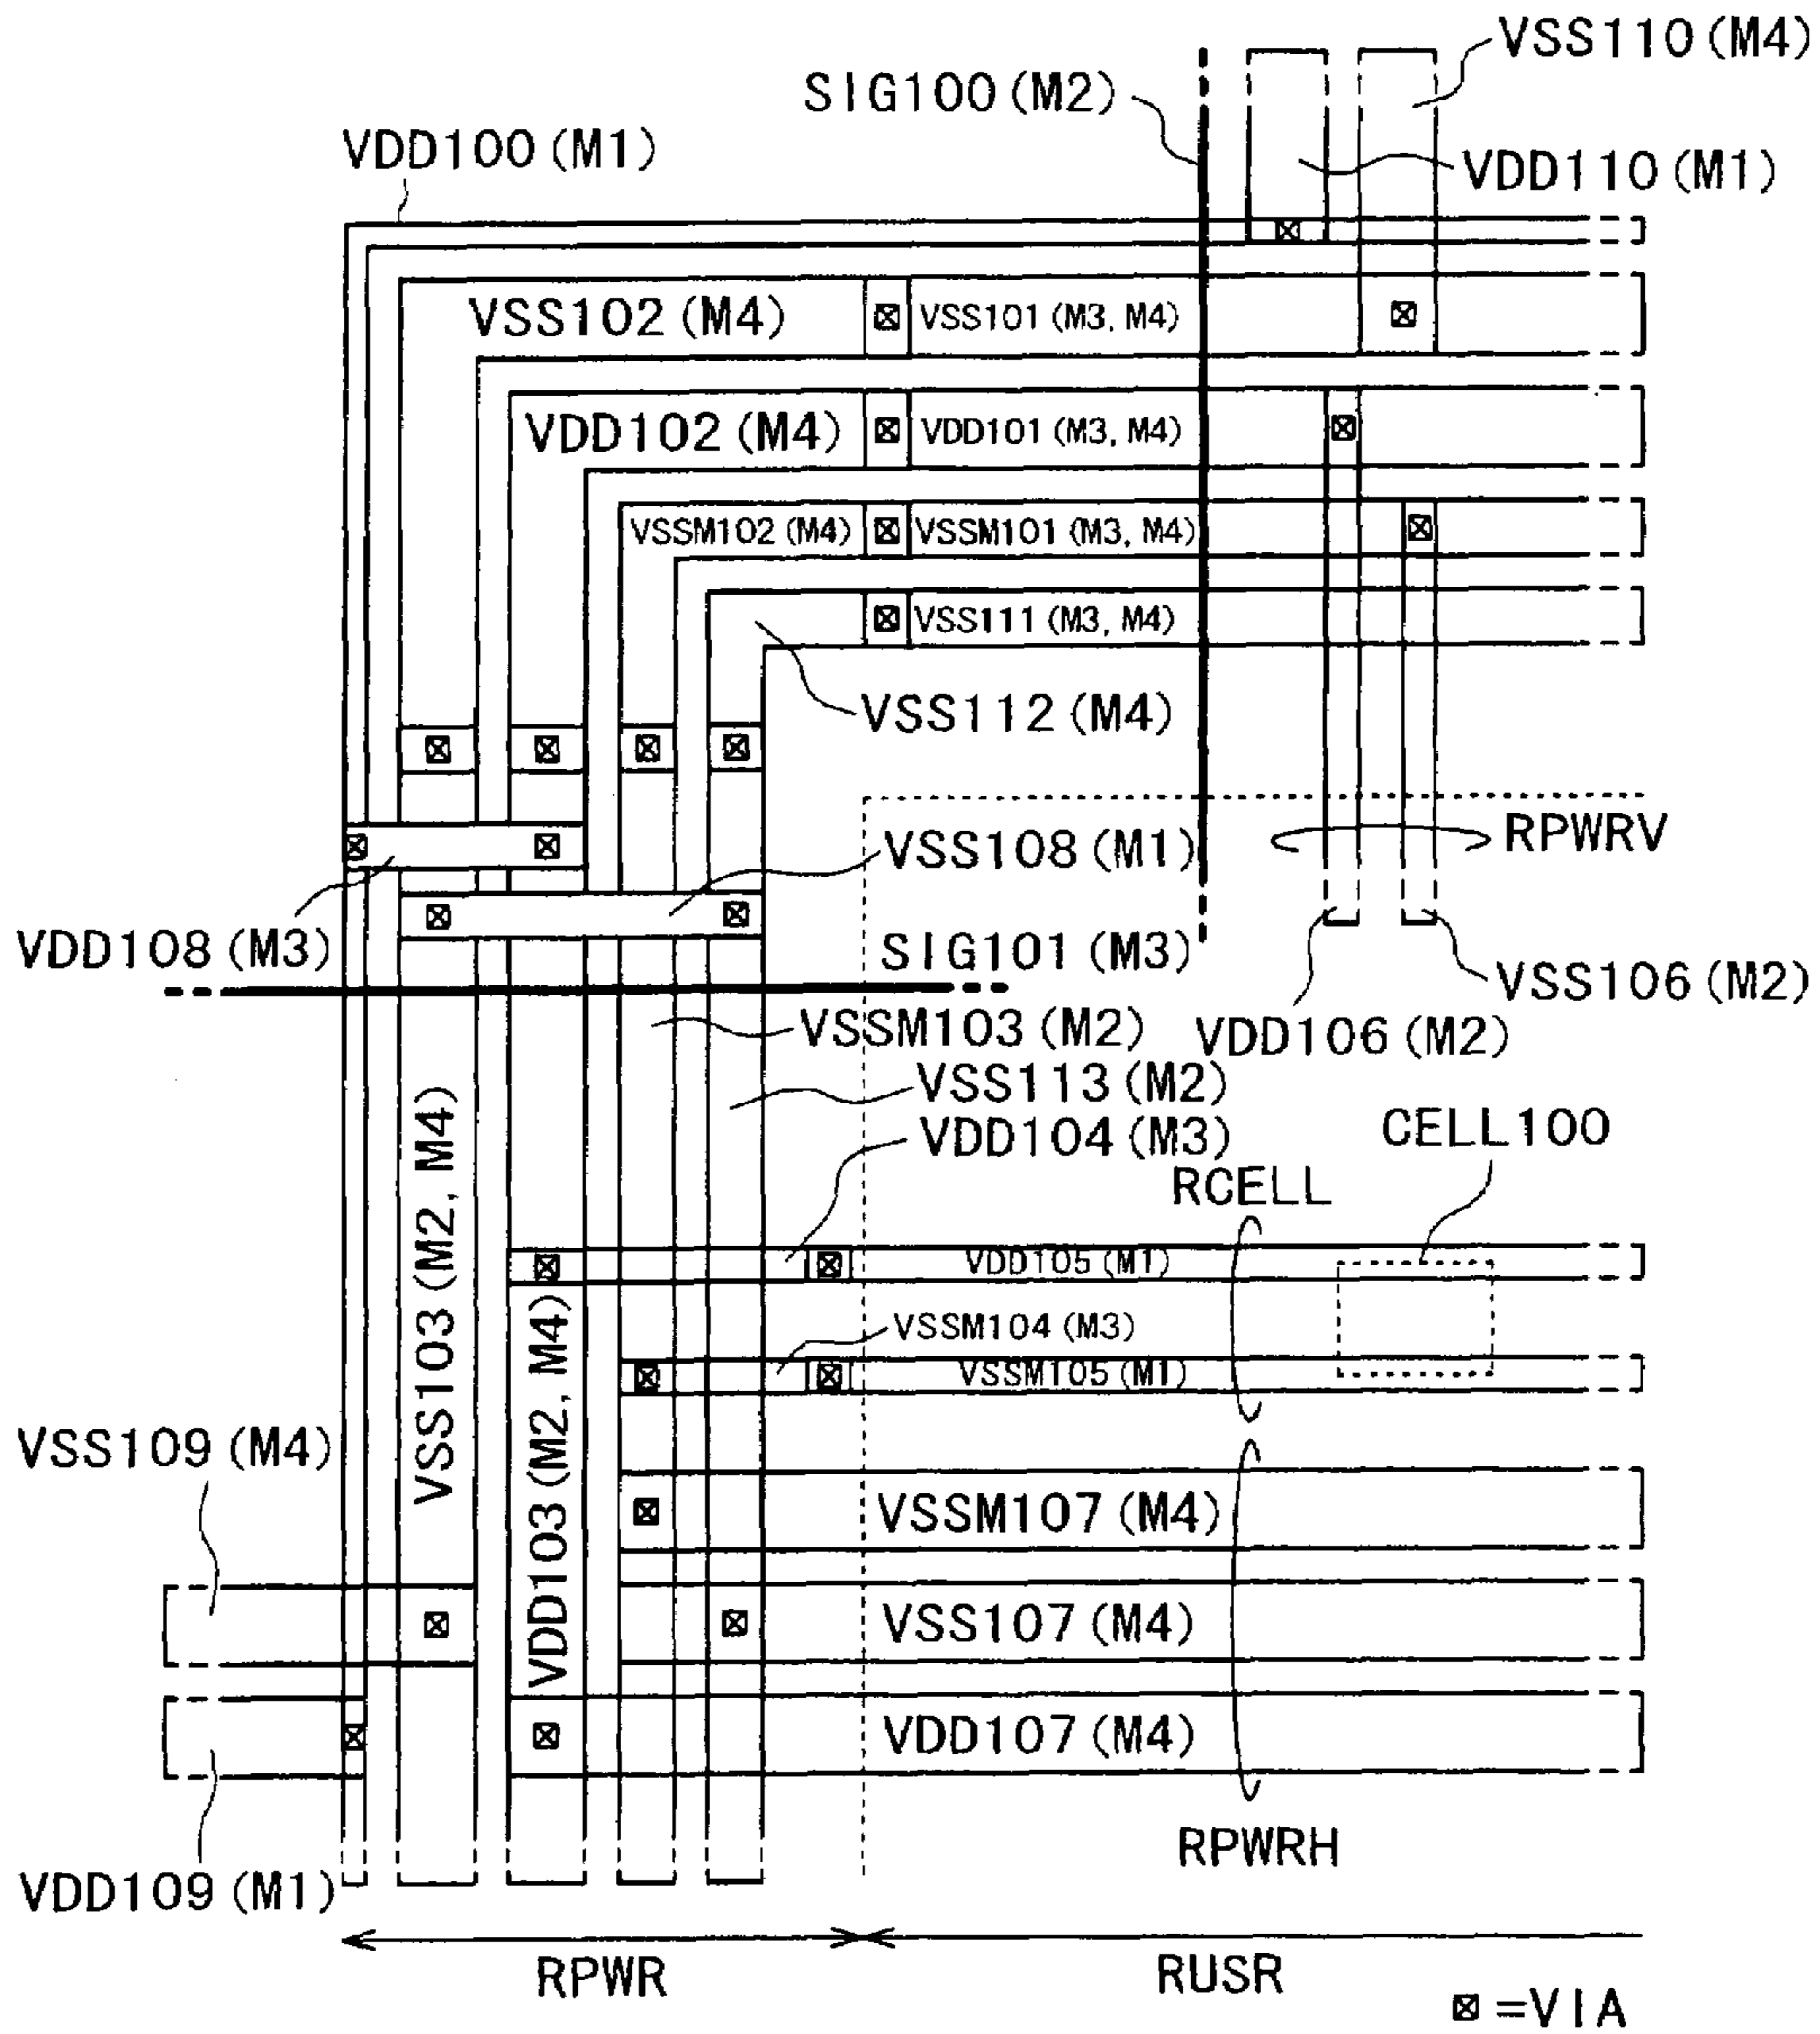 VSS110 (M4)
SIG100 (M2)
VDD100 (M1)
VDD110 (M1)
VSS102 (M4)
VSS101 (M3, M4)
VDD102 (M4)
VDD101 (M3, M4)
VSSM102 (M4)
VSSM101 (M3, M4)
VSS111 (M3, M4)
VSS112 (M4)
RPWRV
VSS108 (M1)
VDD108 (M3)
SIG101 (M3)
VSS106 (M2)
VSSM103 (M2)
VDD106 (M2)
VSS113 (M2)
VSS103 (M2, M4)
CELL100
VDD104 (M3)
RCELL
VDD105 (M1)
VDD103 (M2, M4)
VSSM104 (M3)
VSSM105 (M1)
VSS109 (M4)
VSSM107 (M4)
VSS107 (M4)
VDD107 (M4)
RPWRH
VDD109 (M1)
RPWR
RUSR
=VIA